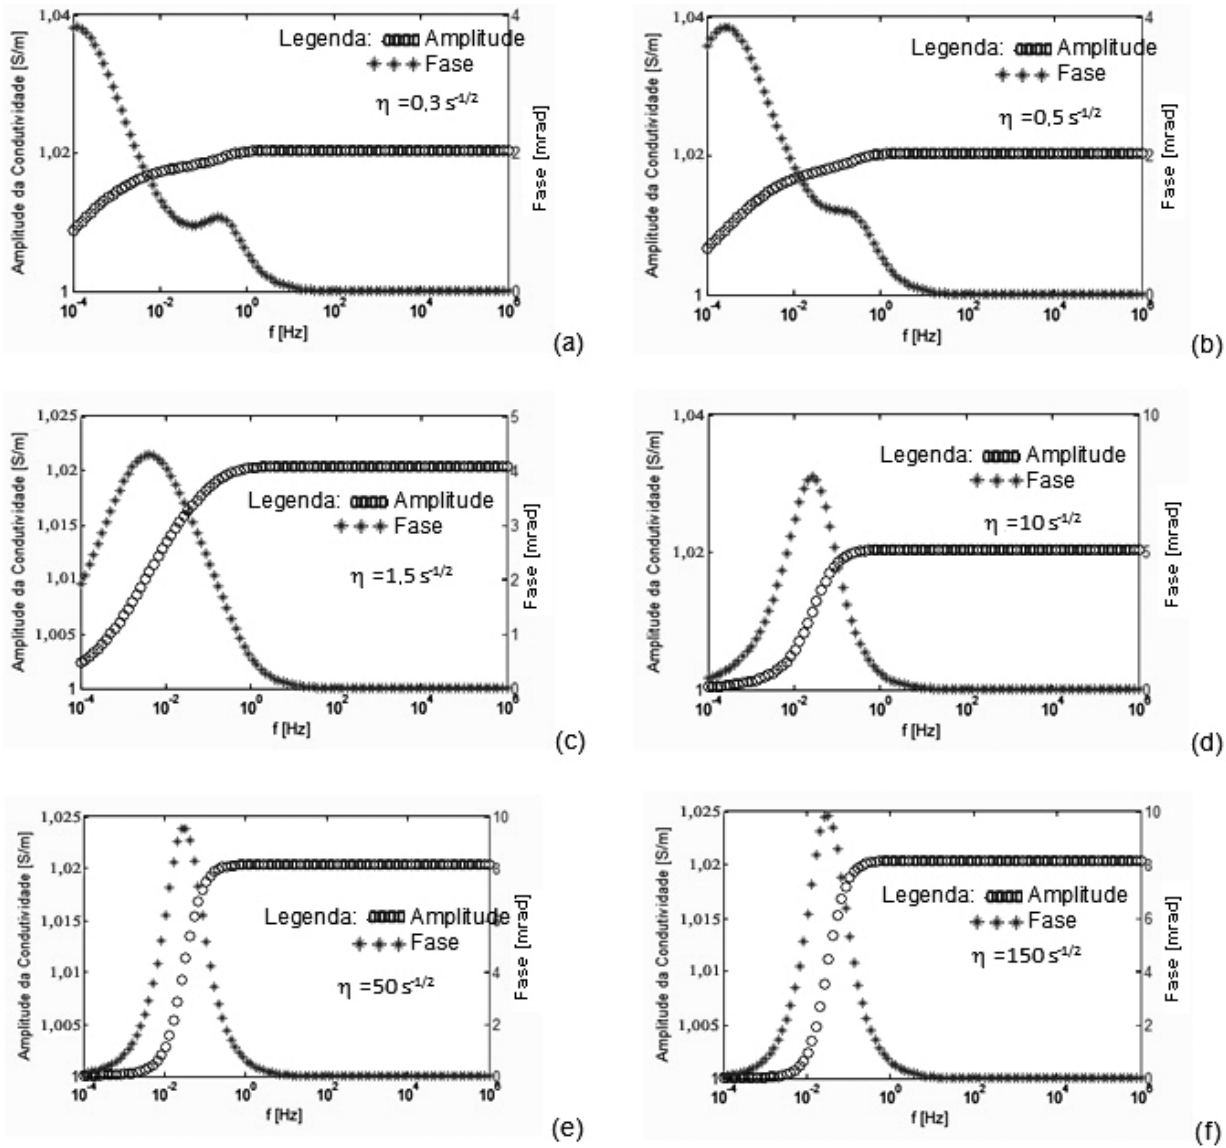 1,04
4
Legenda: Amplitude
Fase
η =0,3 s-1/2
3
1,02
2
1
1
0
10-4 10-2 100 102 104 106
f [Hz]
Amplitude da Condutividade [S/m]
Fase [mrad]
(a)
1,04
4
Legenda: Amplitude
Fase
η =0,5 s-1/2
3
1,02
2
1
1
0
10-4 10-2 100 102 104 106
f [Hz]
Amplitude da Condutividade [S/m]
Fase [mrad]
(b)
1,025
5
1,02
4
Legenda: Amplitude
1,015
Fase
3
η =1,5 s-1/2
1,01
2
1,005
1
1
0
10-4 10-2 100 102 104 106
f [Hz]
Amplitude da Condutividade [S/m]
Fase [mrad]
(c)
1,04
10
Legenda: Amplitude
Fase
η =10 s-1/2
1,02
5
1
0
10-4 10-2 100 102 104 106
f [Hz]
Amplitude da Condutividade [S/m]
Fase [mrad]
(d)
1,025
10
1,02
8
1,015
6
Legenda: Amplitude
Fase
1,01
4
η =50 s-1/2
1,005
2
1
0
10-4 10-2 100 102 104 106
f [Hz]
Amplitude da Condutividade [S/m]
Fase [mrad]
(e)
1,025
10
1,02
8
Legenda: Amplitude
1,015
Fase
6
η =150 s-1/2
1,01
4
1,005
2
1
0
10-4 10-2 100 102 104 106
f [Hz]
Amplitude da Condutividade [S/m]
Fase [mrad]
(f)